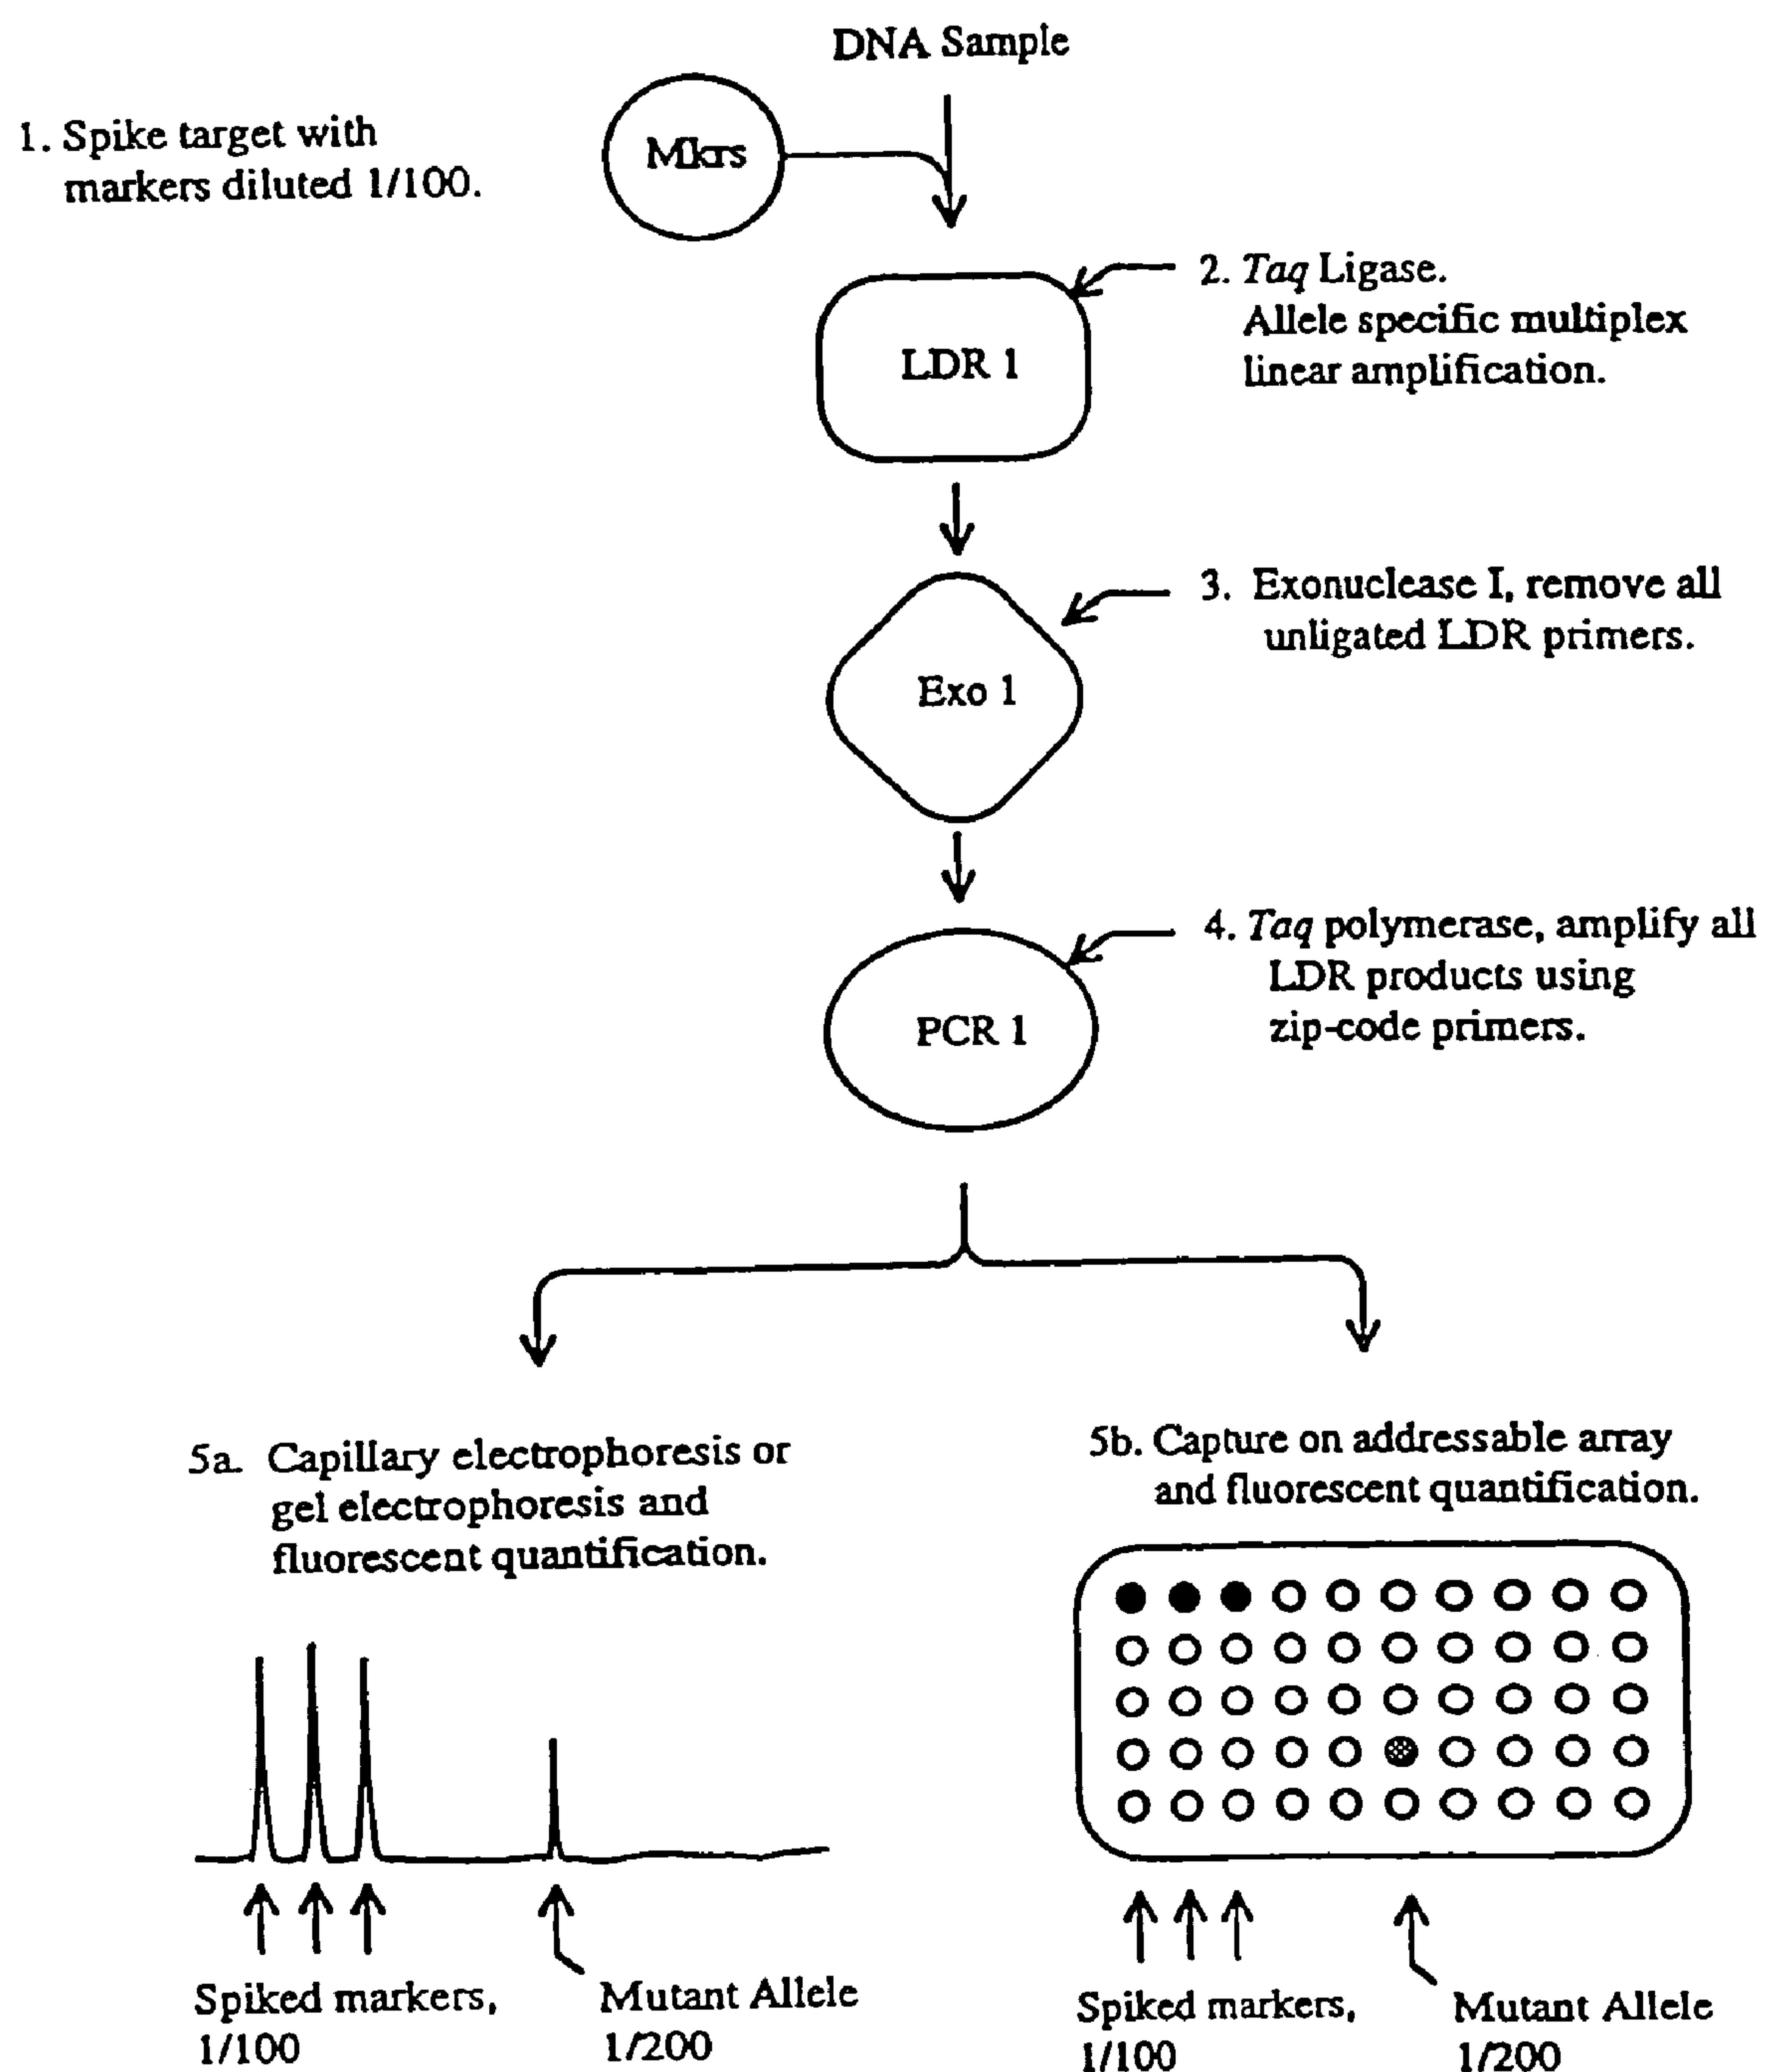 DNA Sample
1. Spike target with
markers diluted 1/100.
Mkrs
2. Taq Ligase.
Allele specific multiplex
linear amplification.
LDR 1
3. Exonuclease I, remove all
unligated LDR primers.
Exo 1
4. Taq polymerase, amplify all
LDR products using
zip-code primers.
PCR 1
5a. Capillary electrophoresis or
gel electrophoresis and
fluorescent quantification.
5b. Capture on addressable array
and fluorescent quantification.
Spiked markers,
1/100
Mutant Allele
1/200
Spiked markers,
1/100
Mutant Allele
1/200